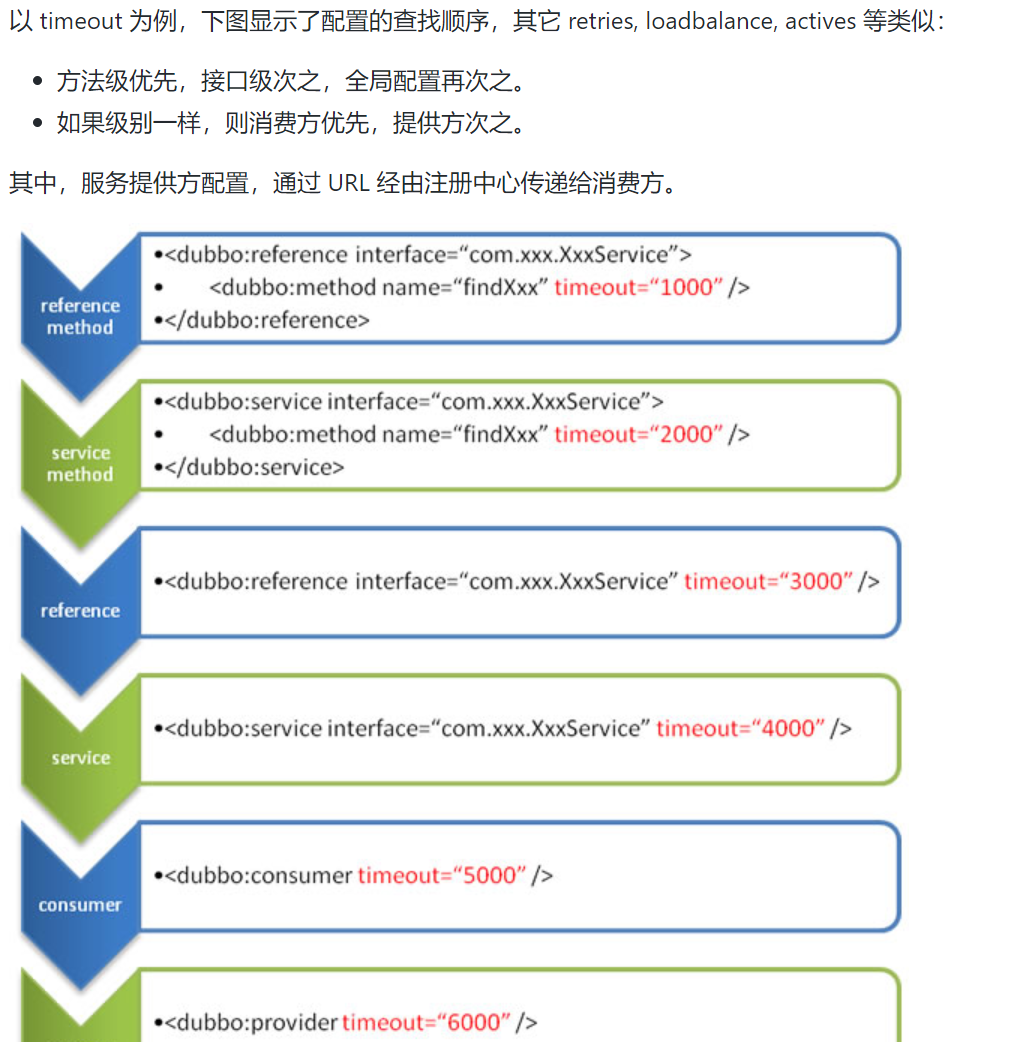 以 timeout 为例，下图显示了配置的查找顺序，其它 retries, loadbalance, actives 等类似：
• 方法级优先，接口级次之，全局配置再次之。
• 如果级别一样，则消费方优先，提供方次之。
其中，服务提供方配置，通过 URL 经由注册中心传递给消费方。
reference
method
•<dubbo:reference interface=“com.xxx.XxxService”>
• <dubbo:method name=“findXxx” timeout=“1000” />
•</dubbo:reference>
service
method
•<dubbo:service interface=“com.xxx.XxxService”>
• <dubbo:method name=“findXxx” timeout=“2000” />
•</dubbo:service>
reference
•<dubbo:reference interface=“com.xxx.XxxService” timeout=“3000” />
service
•<dubbo:service interface=“com.xxx.XxxService” timeout=“4000” />
consumer
•<dubbo:consumer timeout=“5000” />
•<dubbo:provider timeout=“6000” />